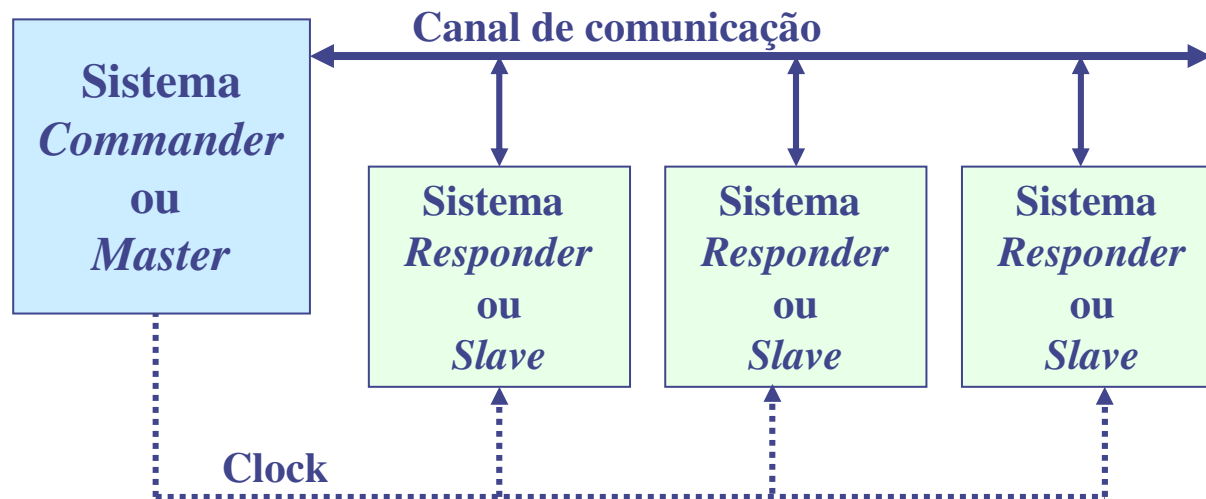 Canal de comunicação
Sistema
Commander
ou
Master
Sistema
Responder
ou
Slave
Sistema
Responder
ou
Slave
Sistema
Responder
ou
Slave
Clock